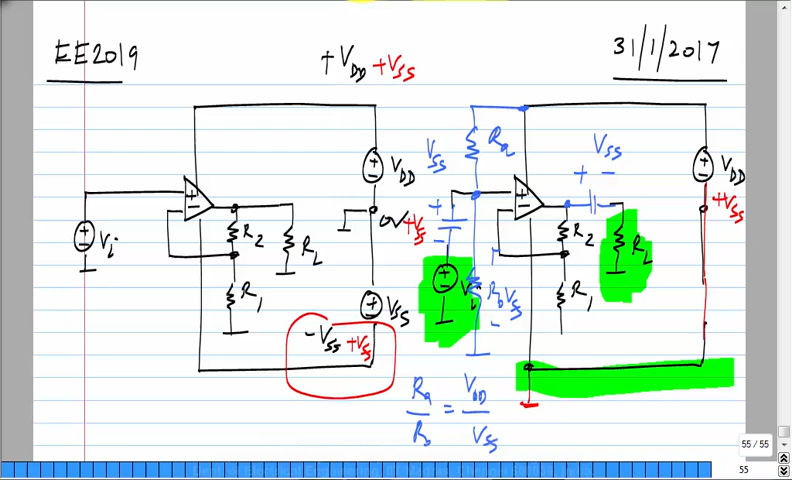 EE2019
+VDD +VSS
31/1/2017
VDD
0V +VSS
Vi
R2
RL
R1
VSS
-VSS +VSS
VSS
Ra
VSS
+ -
VDD
+VSS
R2
RL
Rb VSS
R1
Ra/Rb = VDD/VSS
55 / 55
55